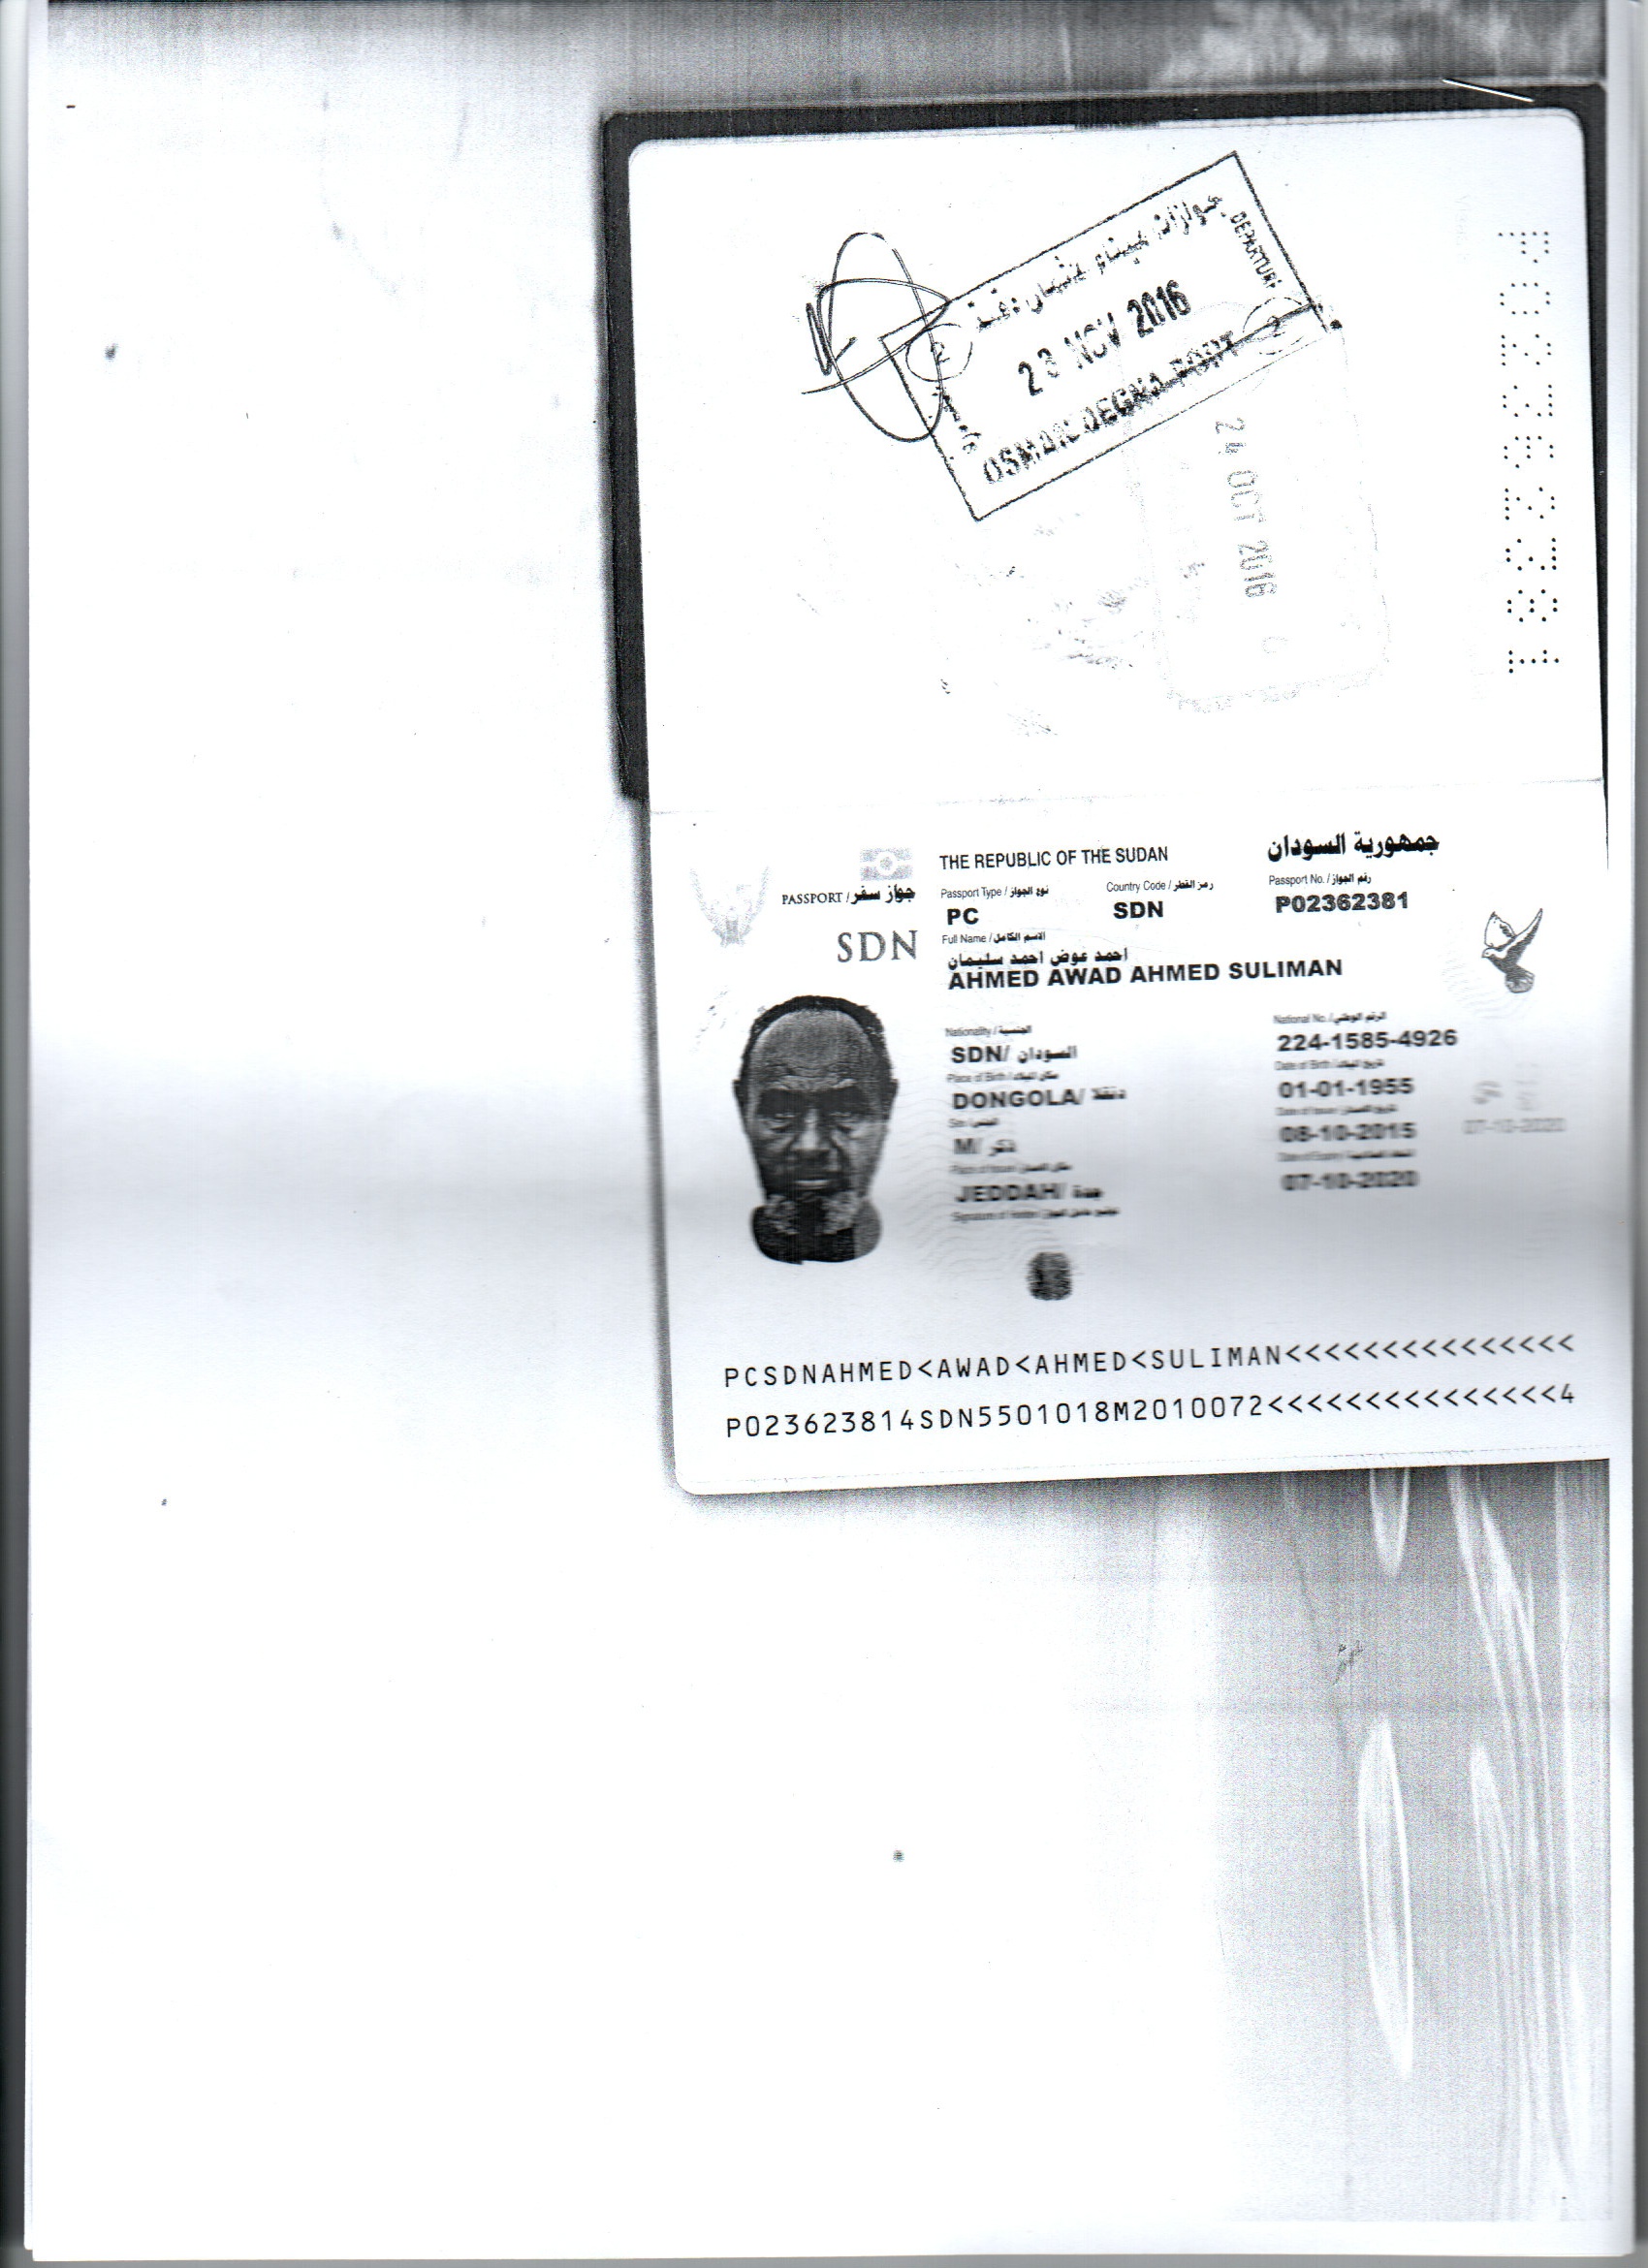 جوازات ميناء عثمان دقنة
DEPARTURE
2
23 NOV 2016
2
OSMAN DEGNA PORT
24 OCT 2016
P02362381
جمهورية السودان
THE REPUBLIC OF THE SUDAN
PASSPORT / جواز سفر
Passport Type / نوع الجواز
Country Code / رمز القطر
Passport No. / رقم الجواز
PC
SDN
P02362381
SDN
Full Name / الاسم الكامل
احمد عوض احمد سليمان
AHMED AWAD AHMED SULIMAN
Nationality / الجنسية
National No. / الرقم الوطني
SDN/ السودان
224-1585-4926
Place of Birth / مكان الميلاد
Date of Birth / تاريخ الميلاد
DONGOLA/ دنقلا
01-01-1955
Sex / الجنس
Date of Issue / تاريخ الاصدار
M/ ذكر
08-10-2015
07-10-2020
Place of Issue / مكان الاصدار
Date of Expiry /
JEDDAH/ جدة
07-10-2020
Signature of Holder /
PCSDNAHMED<AWAD<AHMED<SULIMAN<<<<<<<<<<<<<<<
P023623814SDN5501018M2010072<<<<<<<<<<<<<<<4